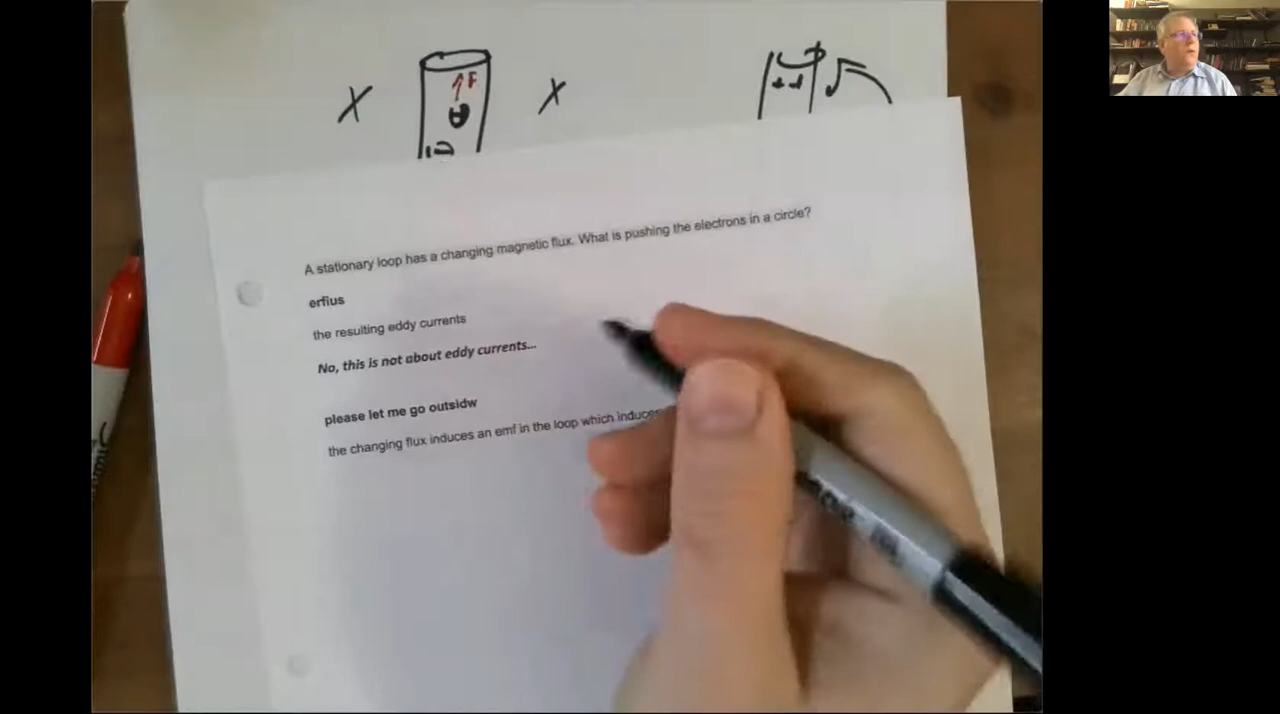 X F X
A stationary loop has a changing magnetic flux. What is pushing the electrons in a circle?
erfius
the resulting eddy currents
No, this is not about eddy currents...
please let me go outsidw
the changing flux induces an emf in the loop which induces